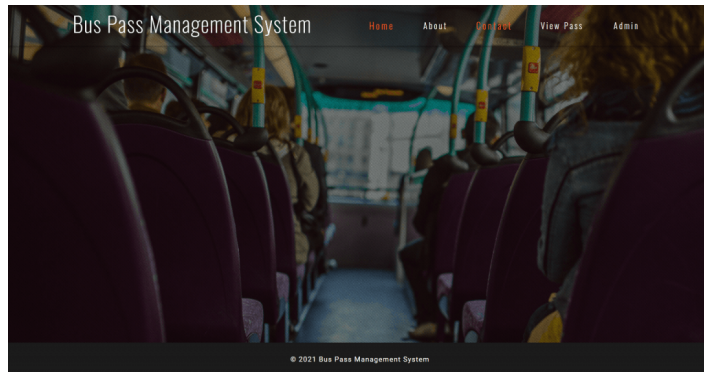 Bus Pass Management System
Home About Contact View Pass Admin
© 2021 Bus Pass Management System